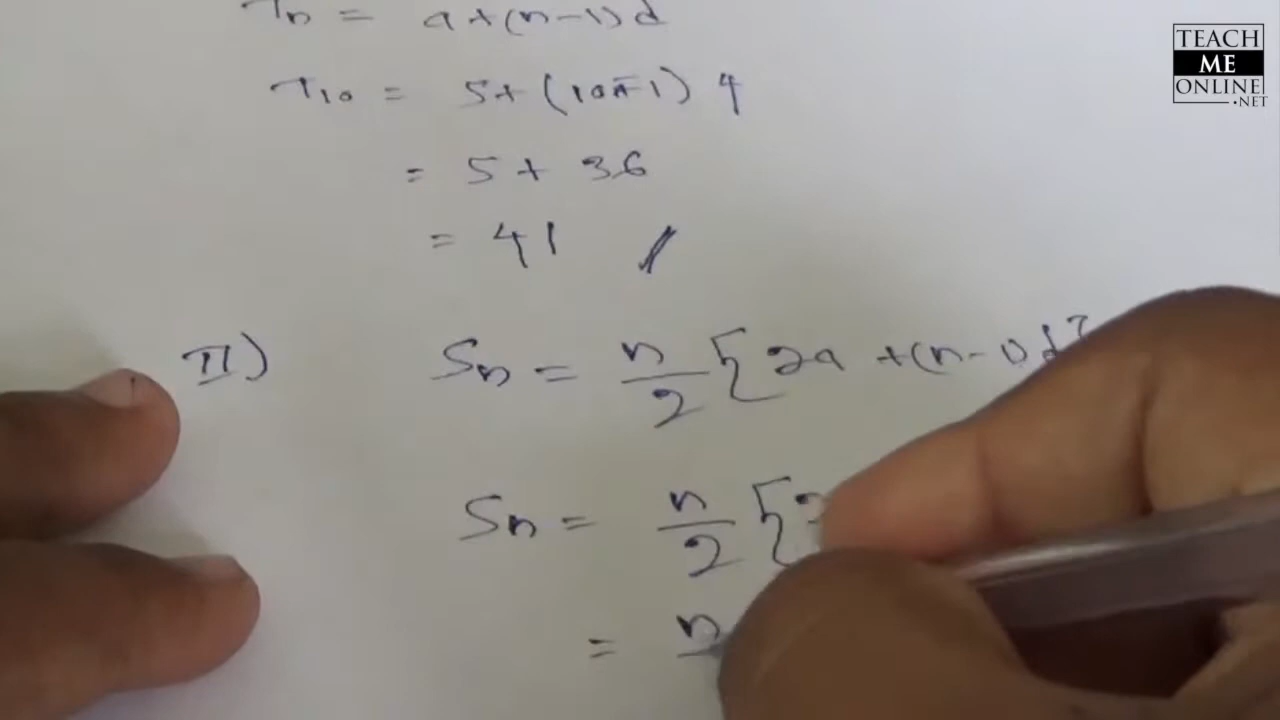 TEACH
ME
ONLINE
.NET
Tn = a+(n-1)d
T10 = 5+(10-1)4
= 5+36
= 41
II) Sn = n/2 {2a+(n-1)d}
Sn = n/2 {2
= n